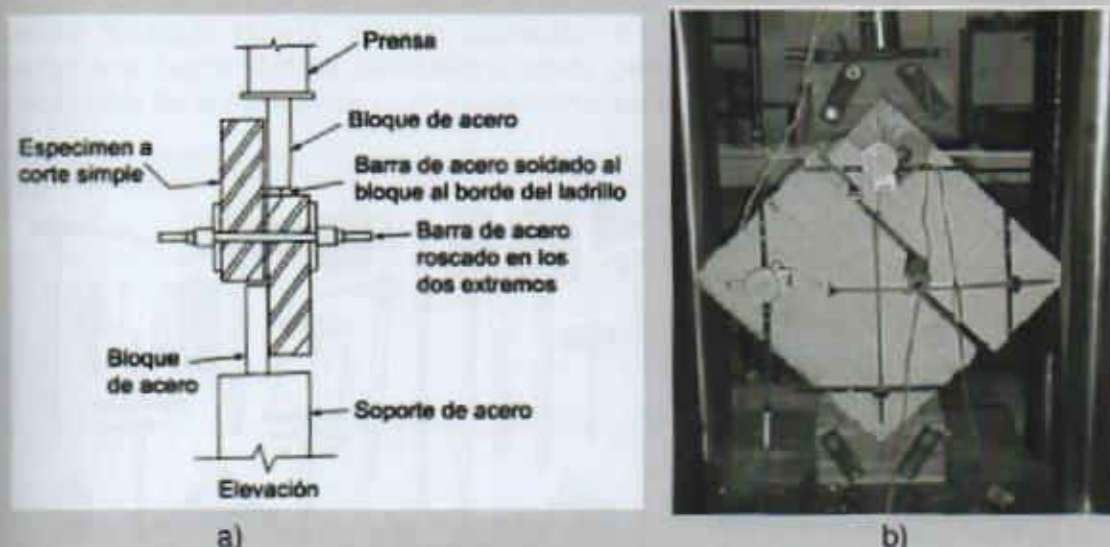 Prensa
Bloque de acero
Especimen a
corte simple
Barra de acero soldado al
bloque al borde del ladrillo
Barra de acero
roscado en los
dos extremos
Bloque
de acero
Soporte de acero
Elevación
a)
b)